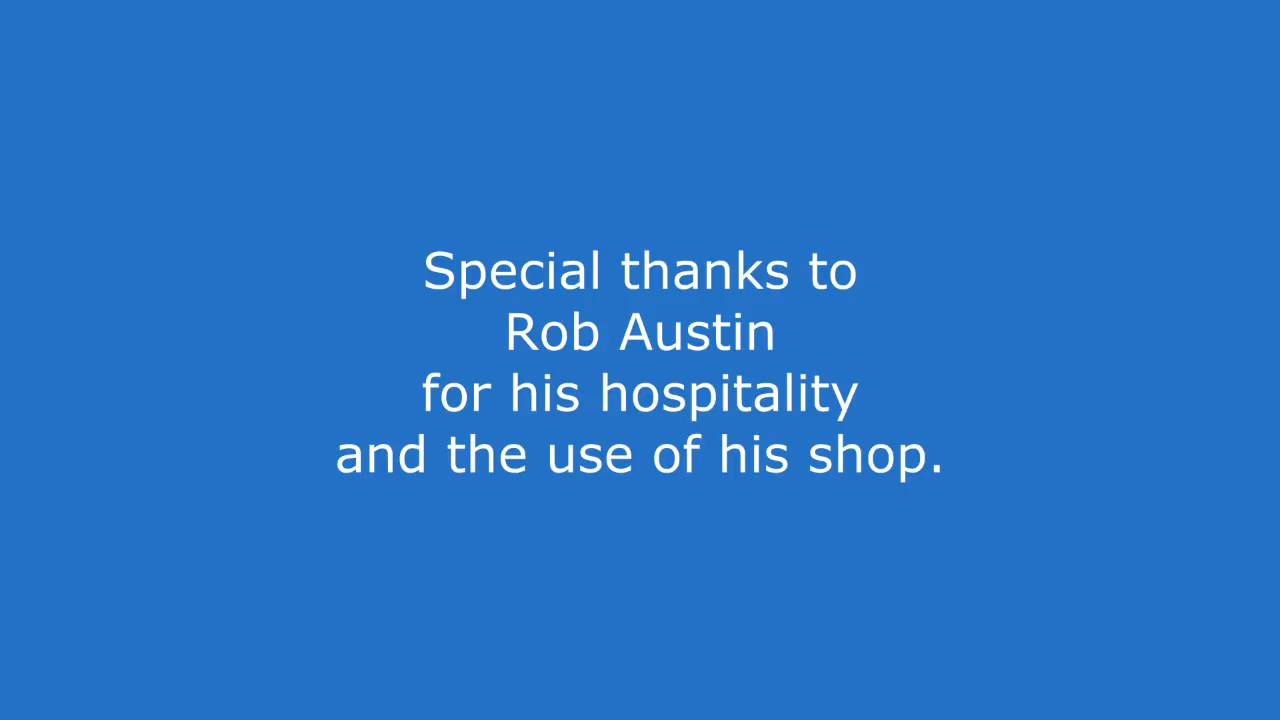 Special thanks to
Rob Austin
for his hospitality
and the use of his shop.